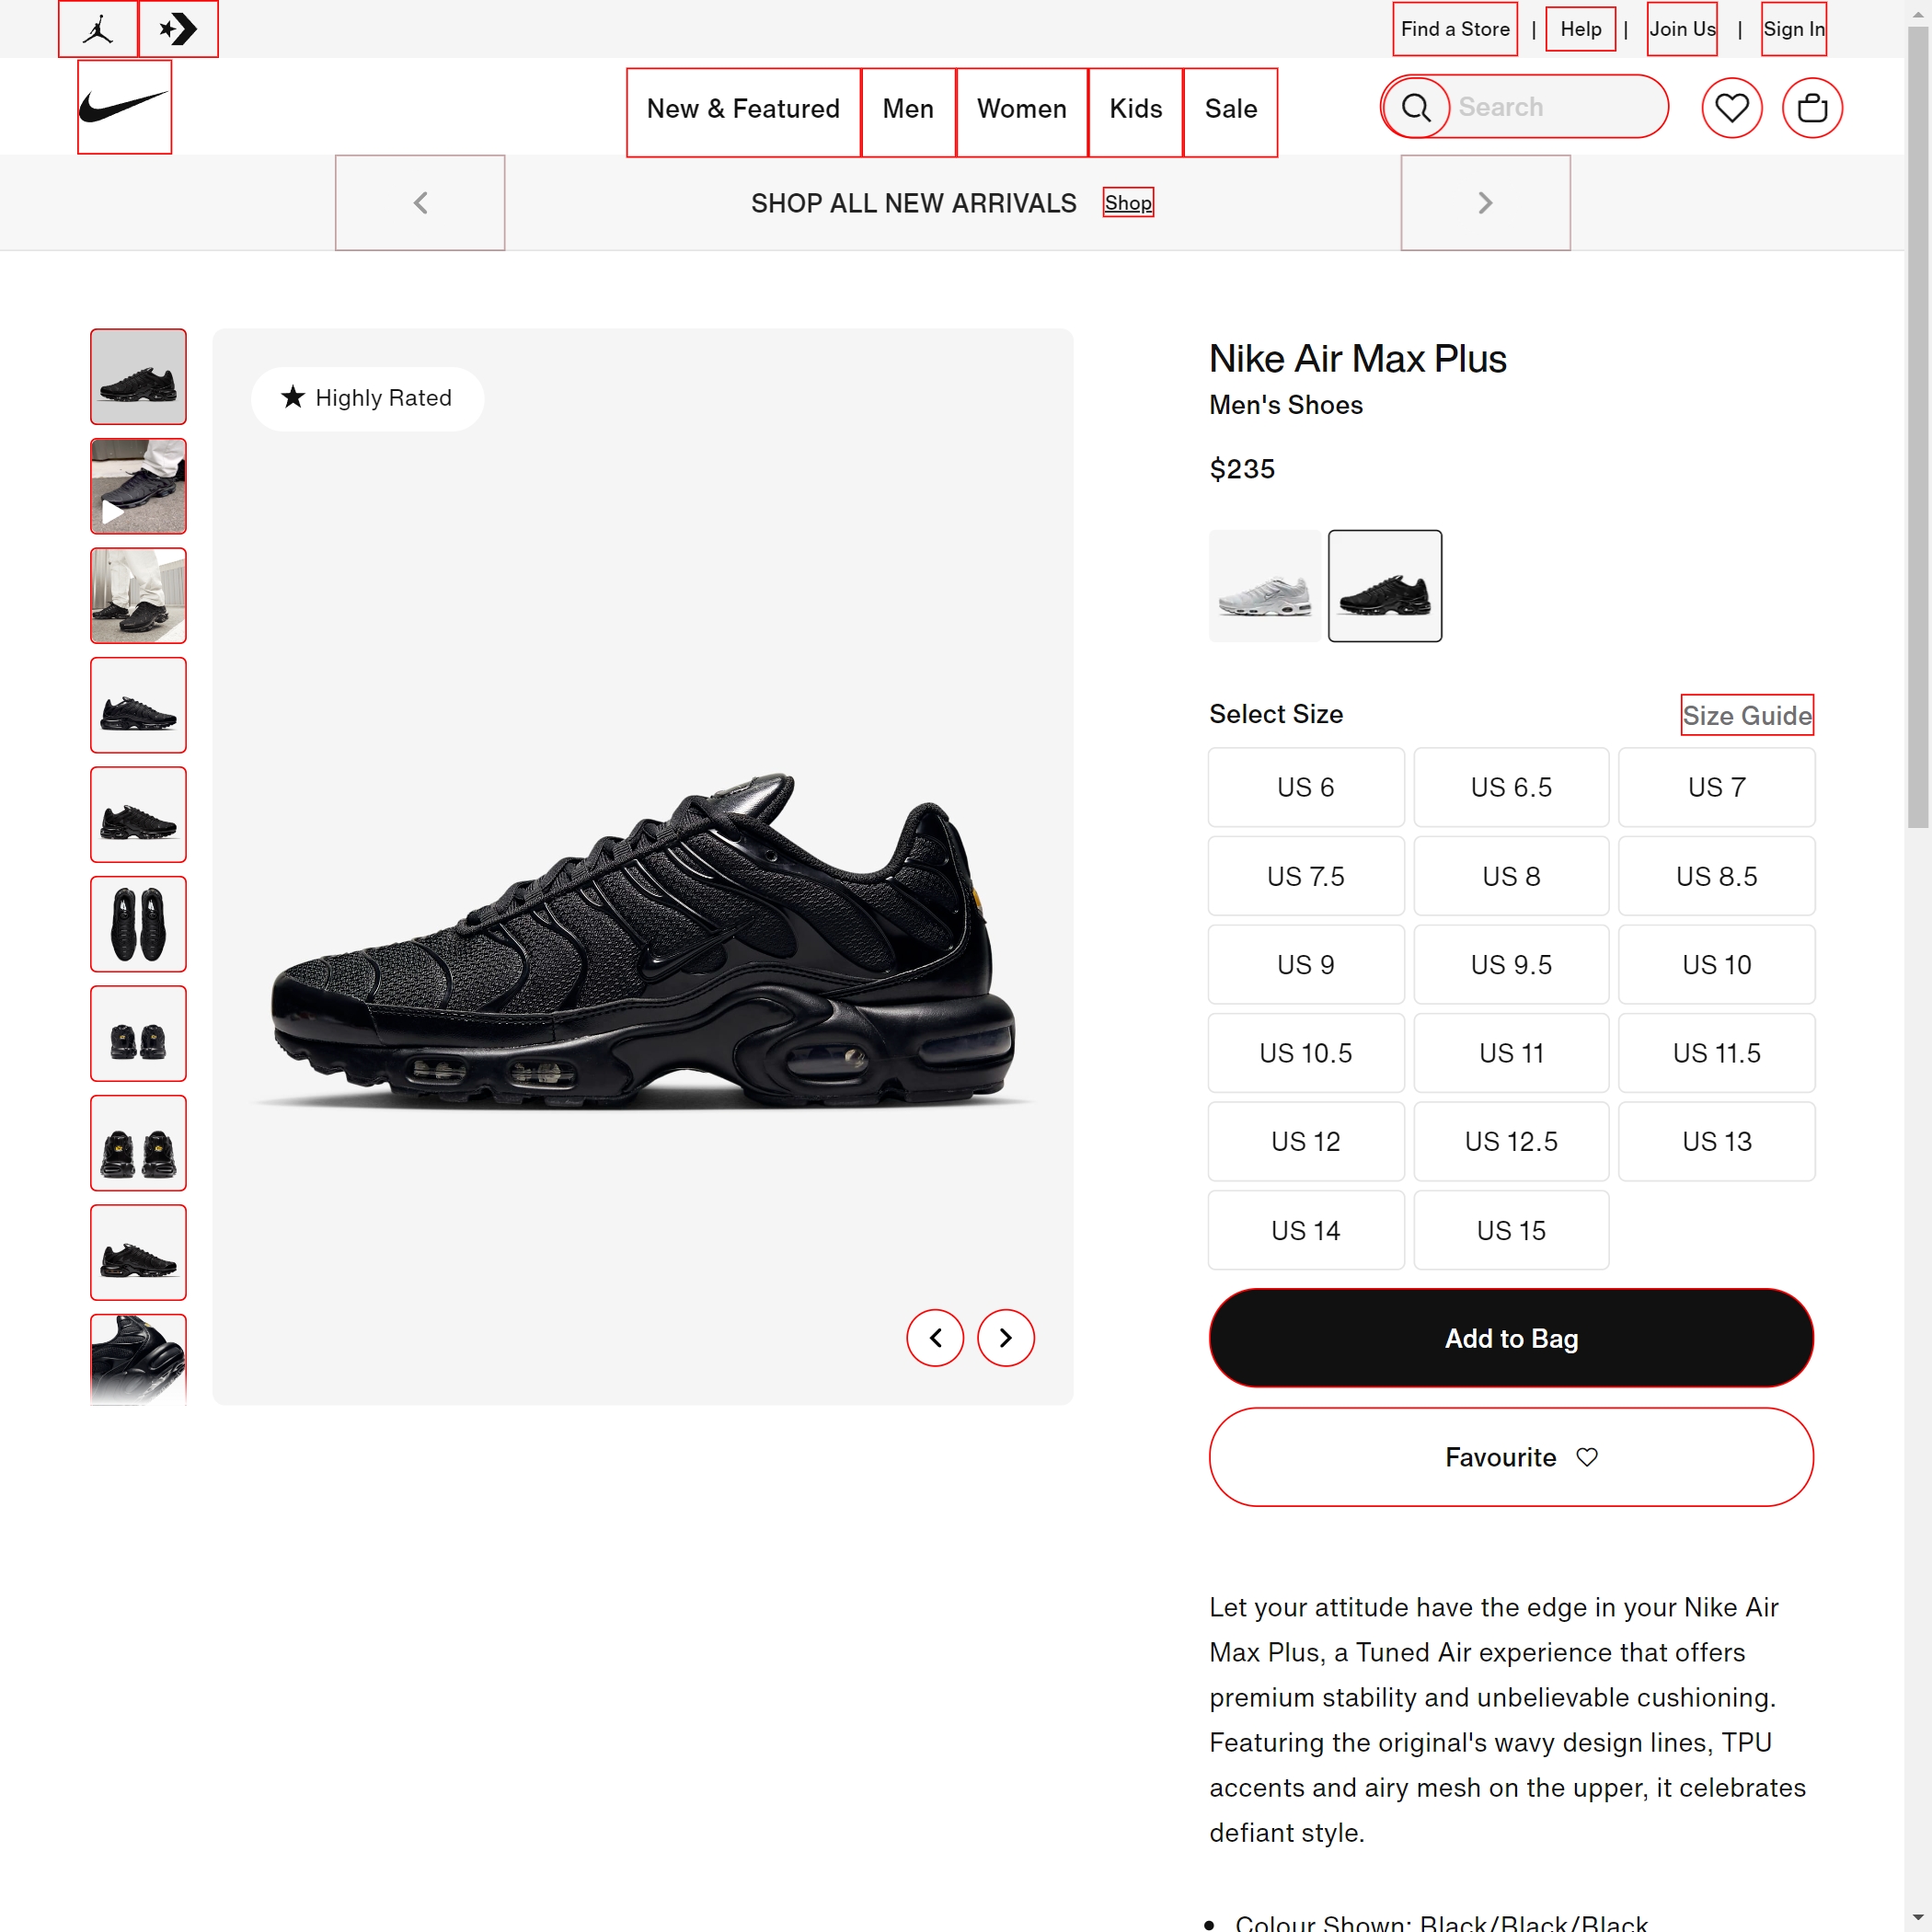 Find a Store | Help | Join Us | Sign In
New & Featured Men Women Kids Sale
Search
SHOP ALL NEW ARRIVALS Shop
Highly Rated
Nike Air Max Plus
Men's Shoes
$235
Select Size
Size Guide
US 6 US 6.5 US 7
US 7.5 US 8 US 8.5
US 9 US 9.5 US 10
US 10.5 US 11 US 11.5
US 12 US 12.5 US 13
US 14 US 15
Add to Bag
Favourite
Let your attitude have the edge in your Nike Air
Max Plus, a Tuned Air experience that offers
premium stability and unbelievable cushioning.
Featuring the original's wavy design lines, TPU
accents and airy mesh on the upper, it celebrates
defiant style.
• Colour Shown: Black/Black/Black